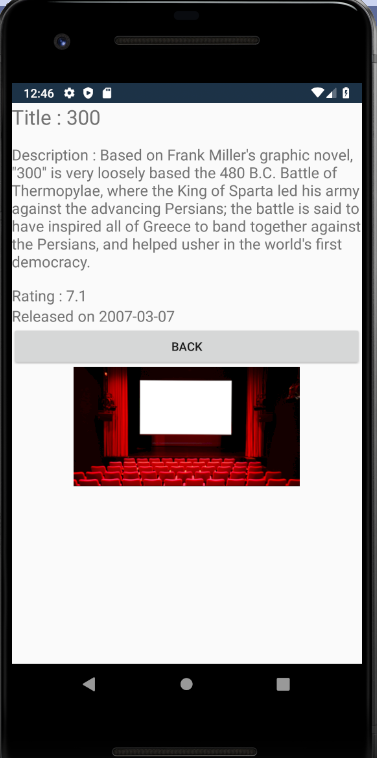 12:46
Title : 300
Description : Based on Frank Miller's graphic novel,
"300" is very loosely based the 480 B.C. Battle of
Thermopylae, where the King of Sparta led his army
against the advancing Persians; the battle is said to
have inspired all of Greece to band together against
the Persians, and helped usher in the world's first
democracy.
Rating : 7.1
Released on 2007-03-07
BACK